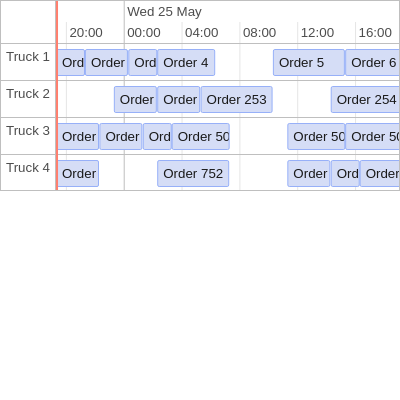 Wed 25 May
20:00 00:00 04:00 08:00 12:00 16:00
Truck 1 Ord Order Ord Order 4 Order 5 Order 6
Truck 2 Order Order Order 253 Order 254
Truck 3 Order Order Ord Order 50 Order 50 Order 50
Truck 4 Order Order 752 Order Ord Order